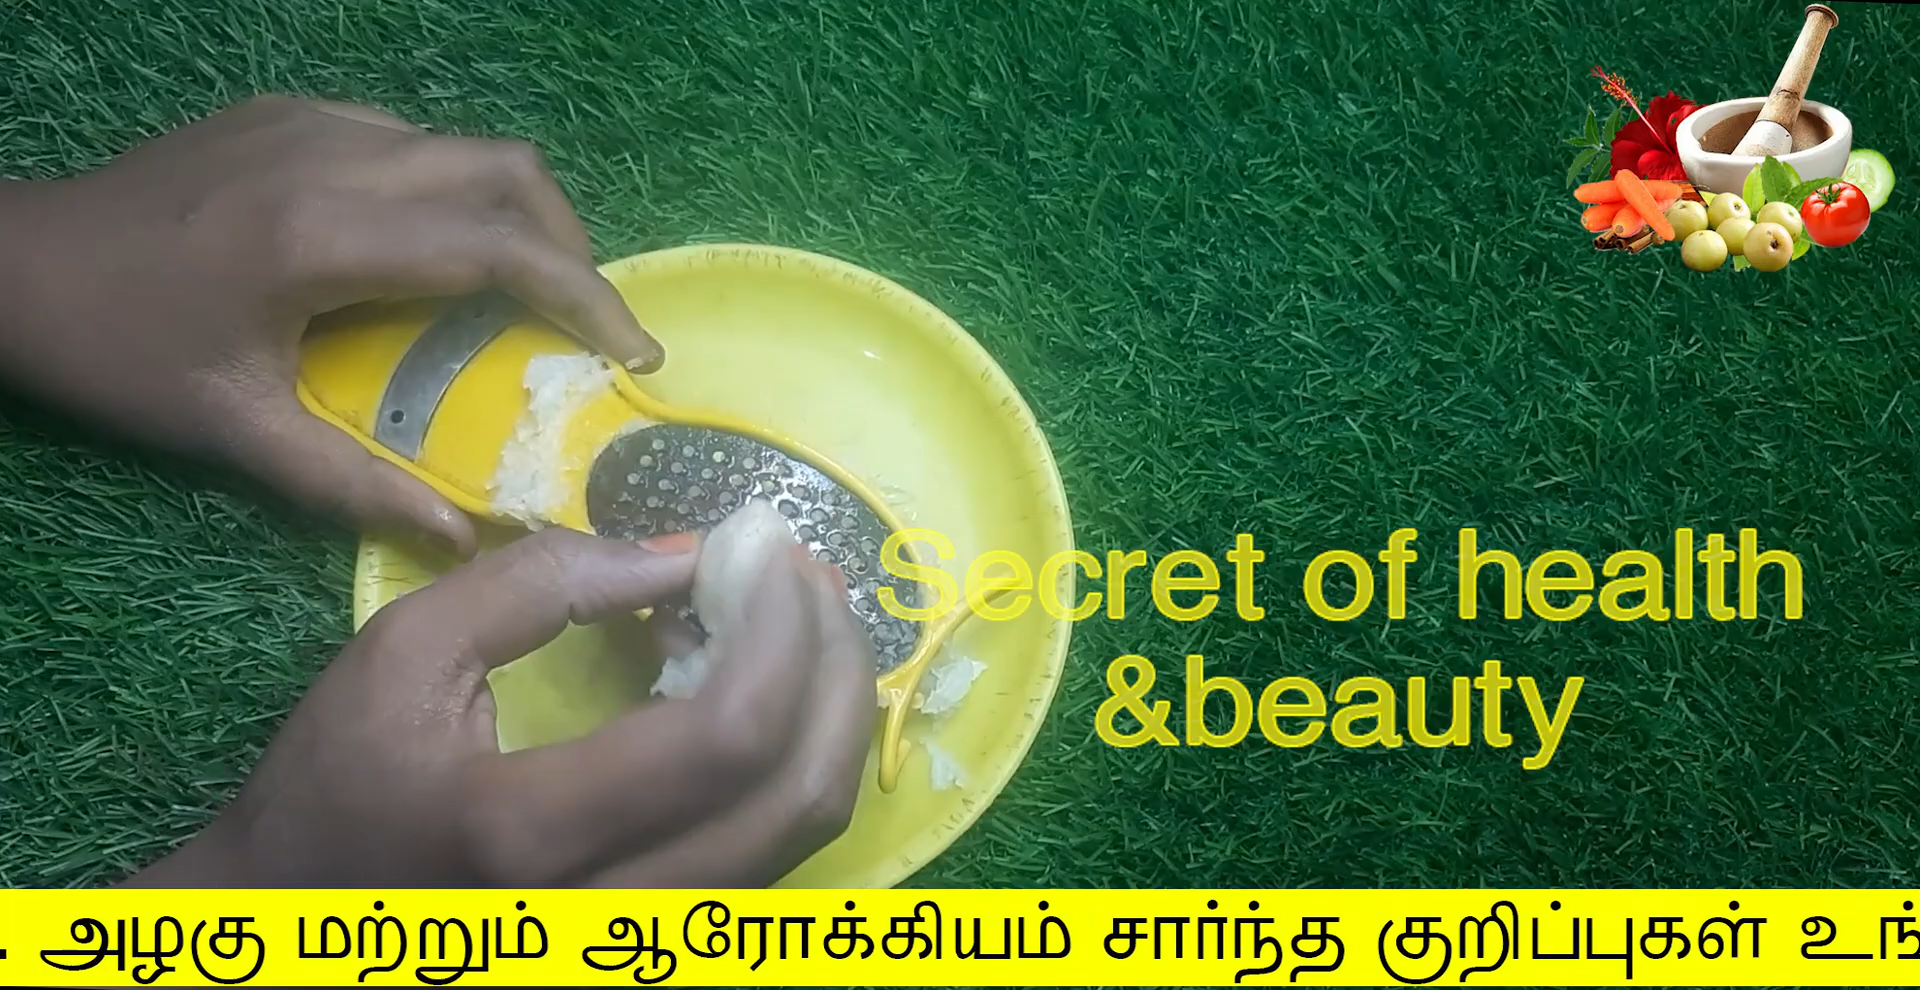 Secret of health
&beauty
. அழகு மற்றும் ஆரோக்கியம் சார்ந்த குறிப்புகள்